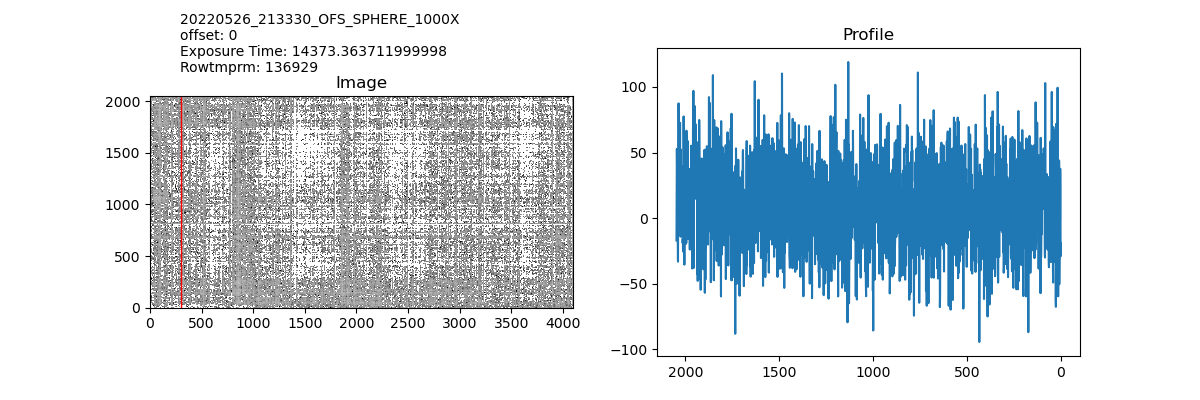 20220526_213330_OFS_SPHERE_1000X
offset: 0
Exposure Time: 14373.363711999998
Rowtmprm: 136929
Image
2000
1500
1000
500
0
0 500 1000 1500 2000 2500 3000 3500 4000
Profile
100
50
0
−50
−100
2000 1500 1000 500 0